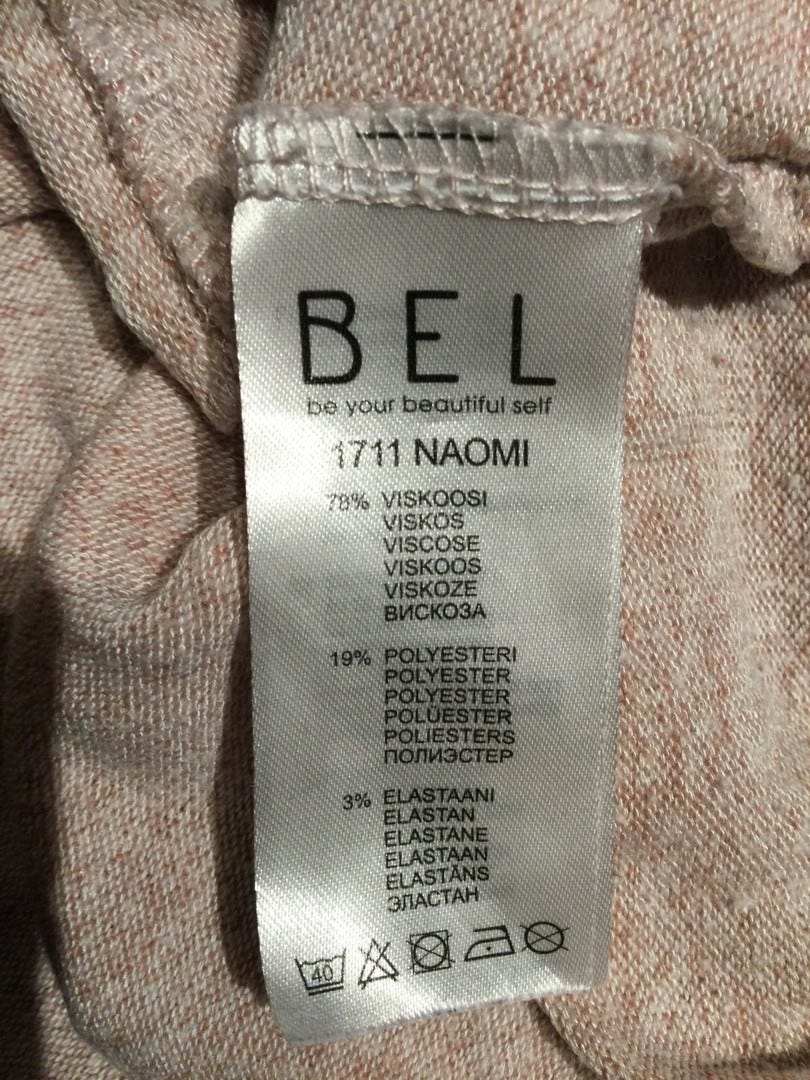 BEL
be your beautiful self
1711 NAOMI
78% VISKOOSI
VISKOS
VISCOSE
VISKOOS
VISKOZE
ВИСКОЗА
19% POLYESTERI
POLYESTER
POLYESTER
POLÜESTER
POLIESTERS
ПОЛИЭСТЕР
3% ELASTAANI
ELASTAN
ELASTANE
ELASTAAN
ELASTĀNS
ЭЛАСТАН
40